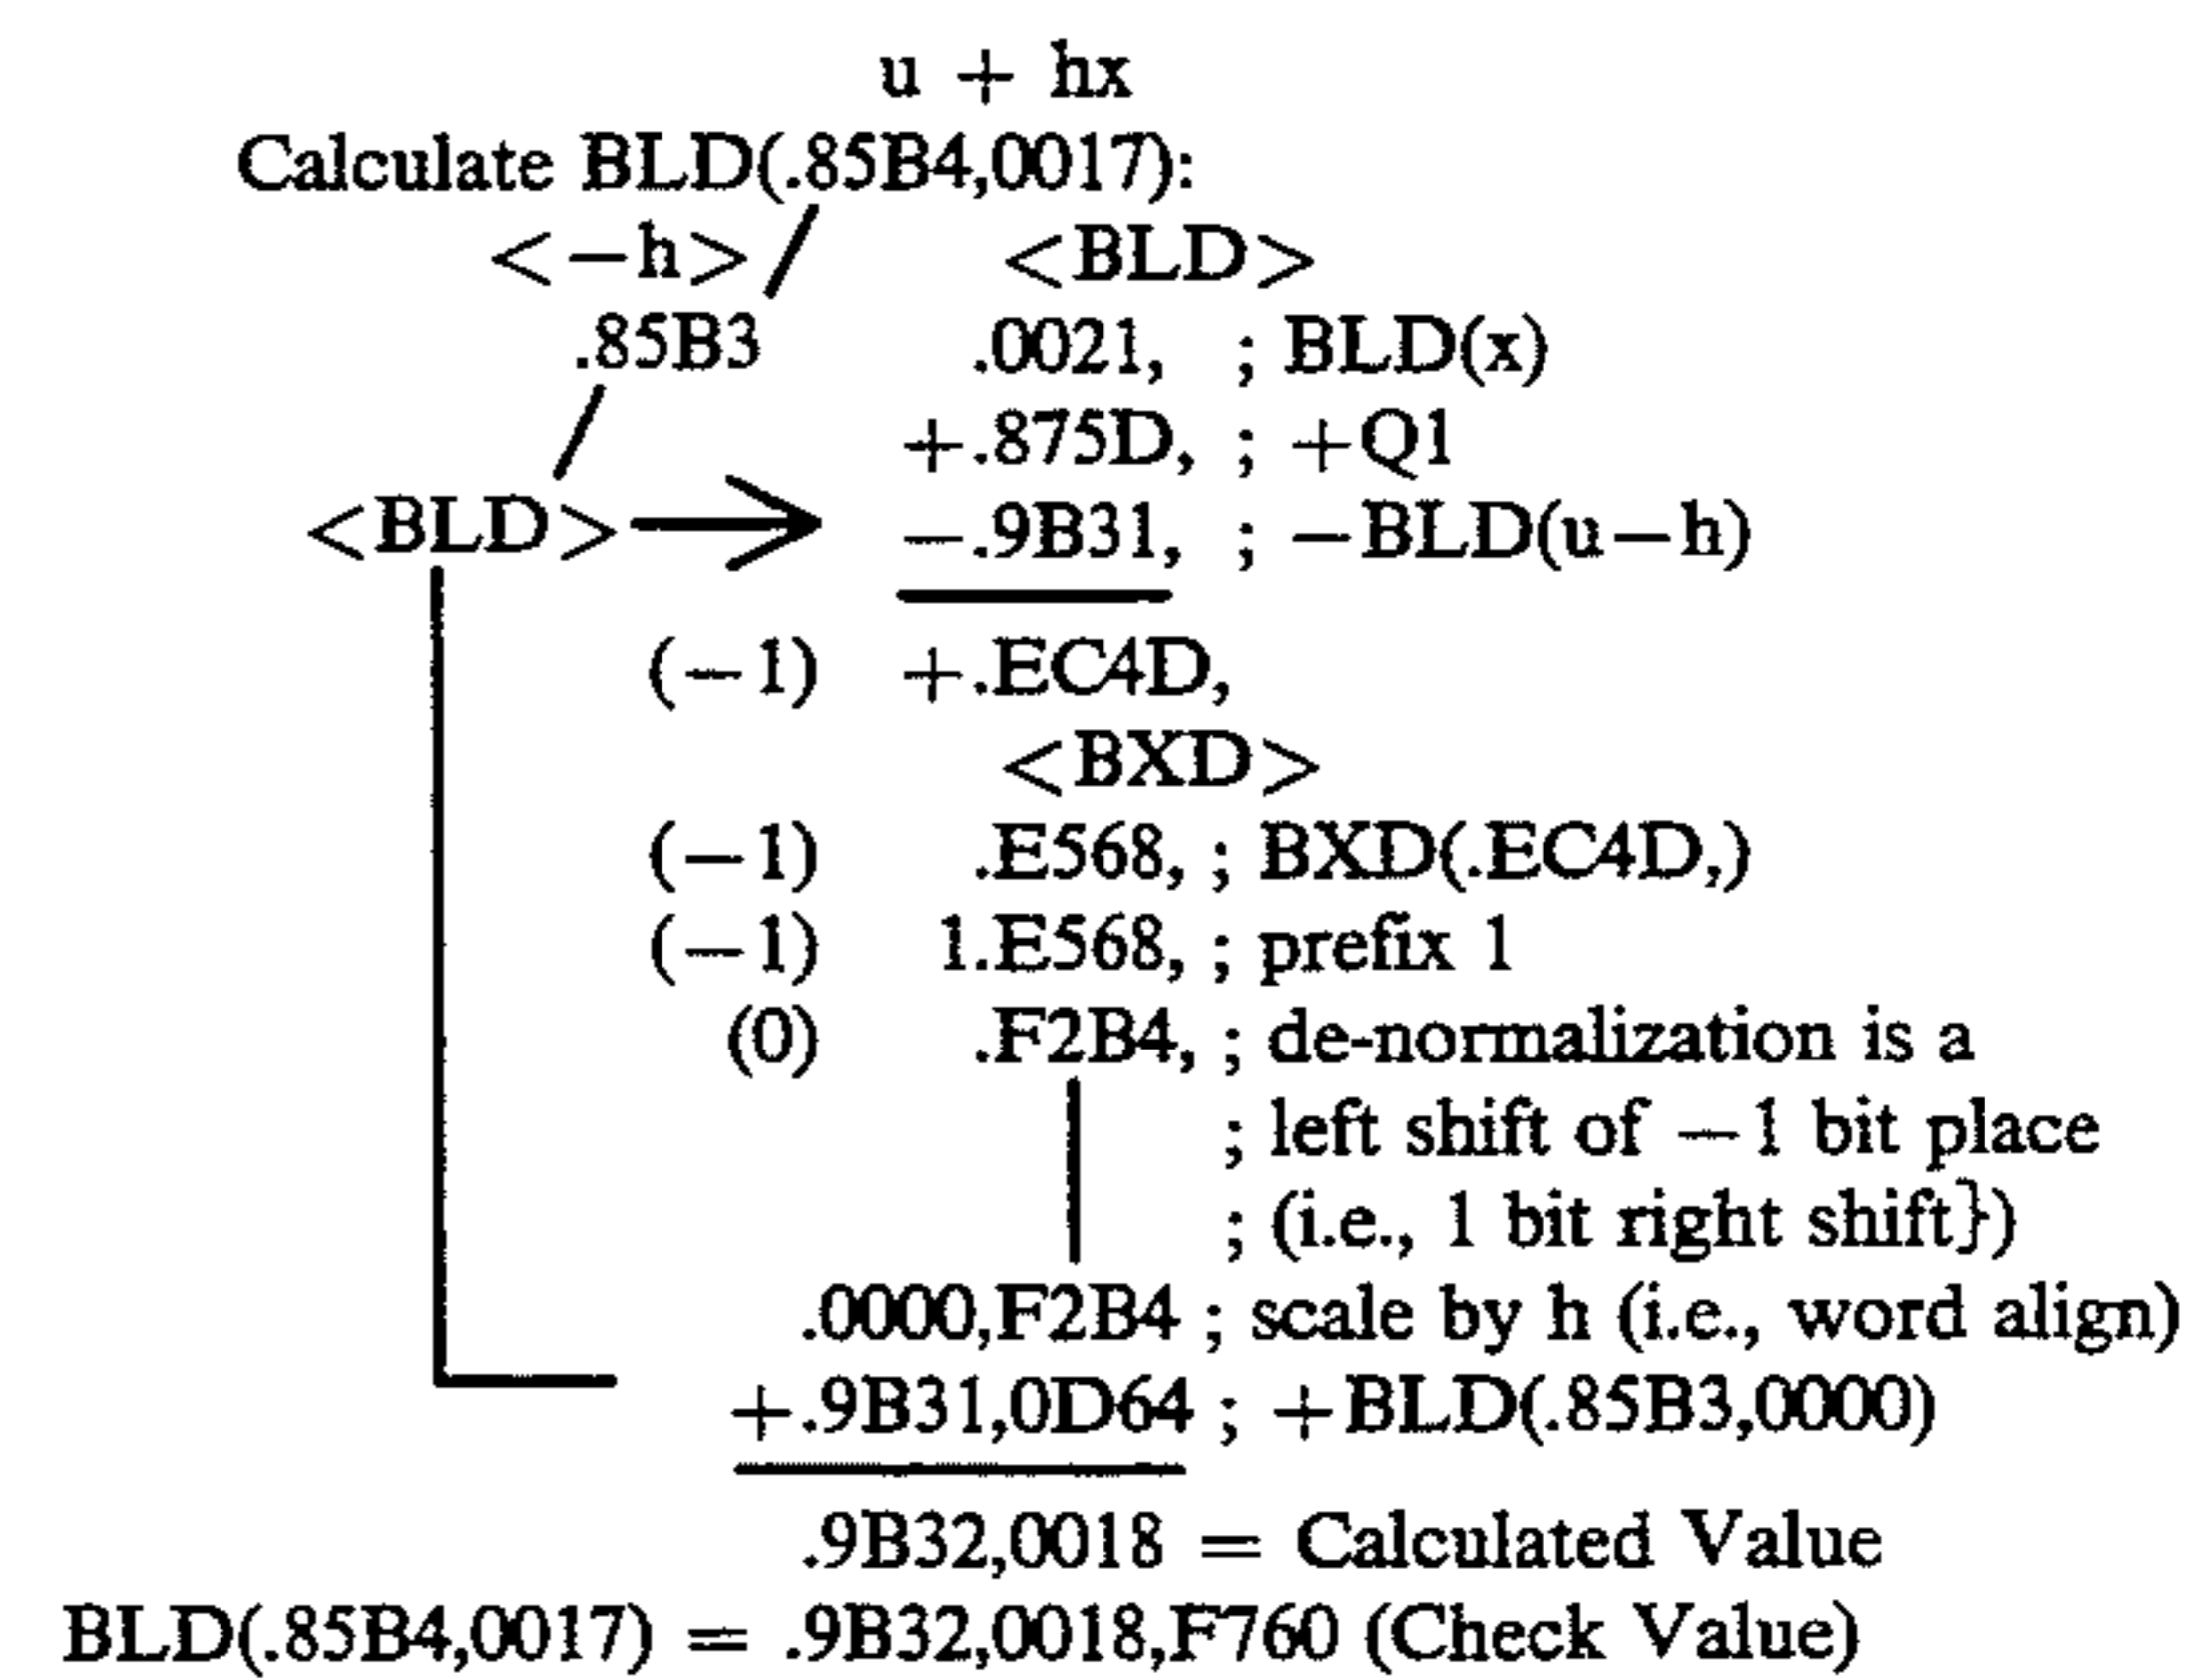 u + hx
Calculate BLD(.85B4,0017):
<−h> <BLD>
.85B3 .0021, ; BLD(x)
+.875D, ; +Q1
<BLD> −.9B31, ; −BLD(u−h)
(−1) +.EC4D,
<BXD>
(−1) .E568, ; BXD(.EC4D,)
(−1) 1.E568, ; prefix 1
(0) .F2B4, ; de-normalization is a
; left shift of −1 bit place
; (i.e., 1 bit right shift})
.0000,F2B4 ; scale by h (i.e., word align)
+.9B31,0D64 ; +BLD(.85B3,0000)
.9B32,0018 = Calculated Value
BLD(.85B4,0017) = .9B32,0018,F760 (Check Value)